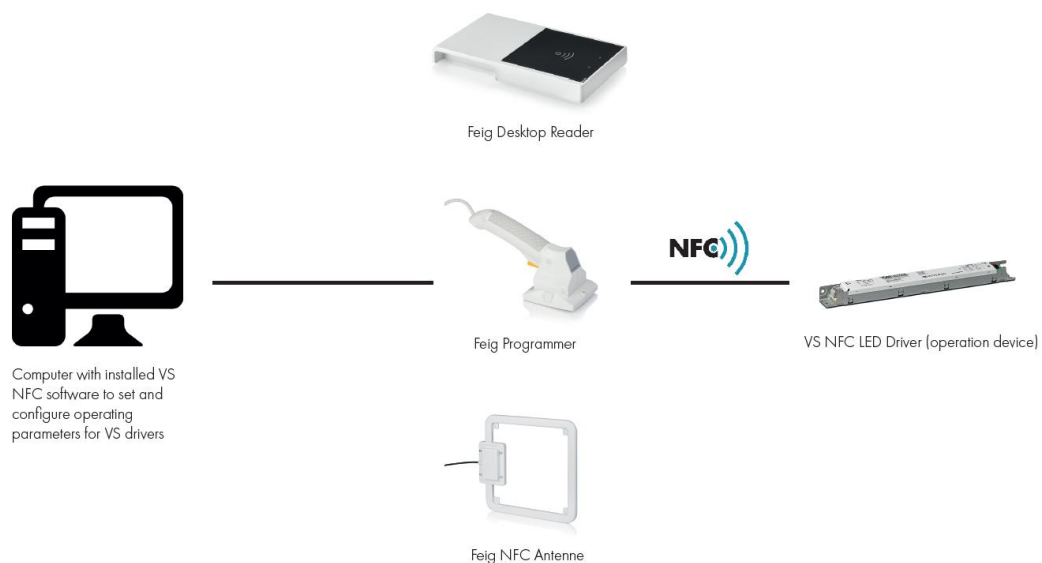 Feig Desktop Reader
NFC
Feig Programmer
VS NFC LED Driver (operation device)
Computer with installed VS
NFC software to set and
configure operating
parameters for VS drivers
Feig NFC Antenne